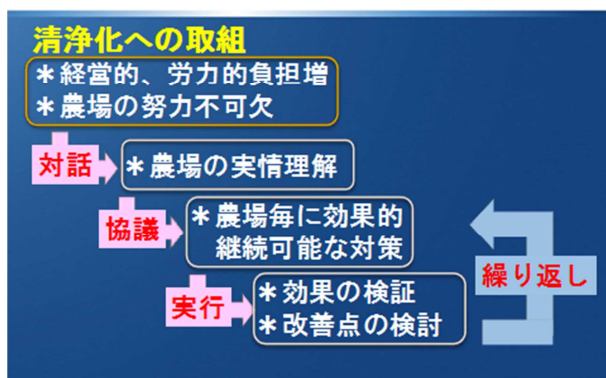 清浄化への取組
＊経営的、労力的負担増
＊農場の努力不可欠
対話
＊農場の実情理解
協議
＊農場毎に効果的
継続可能な対策
実行
＊効果の検証
＊改善点の検討
繰り返し